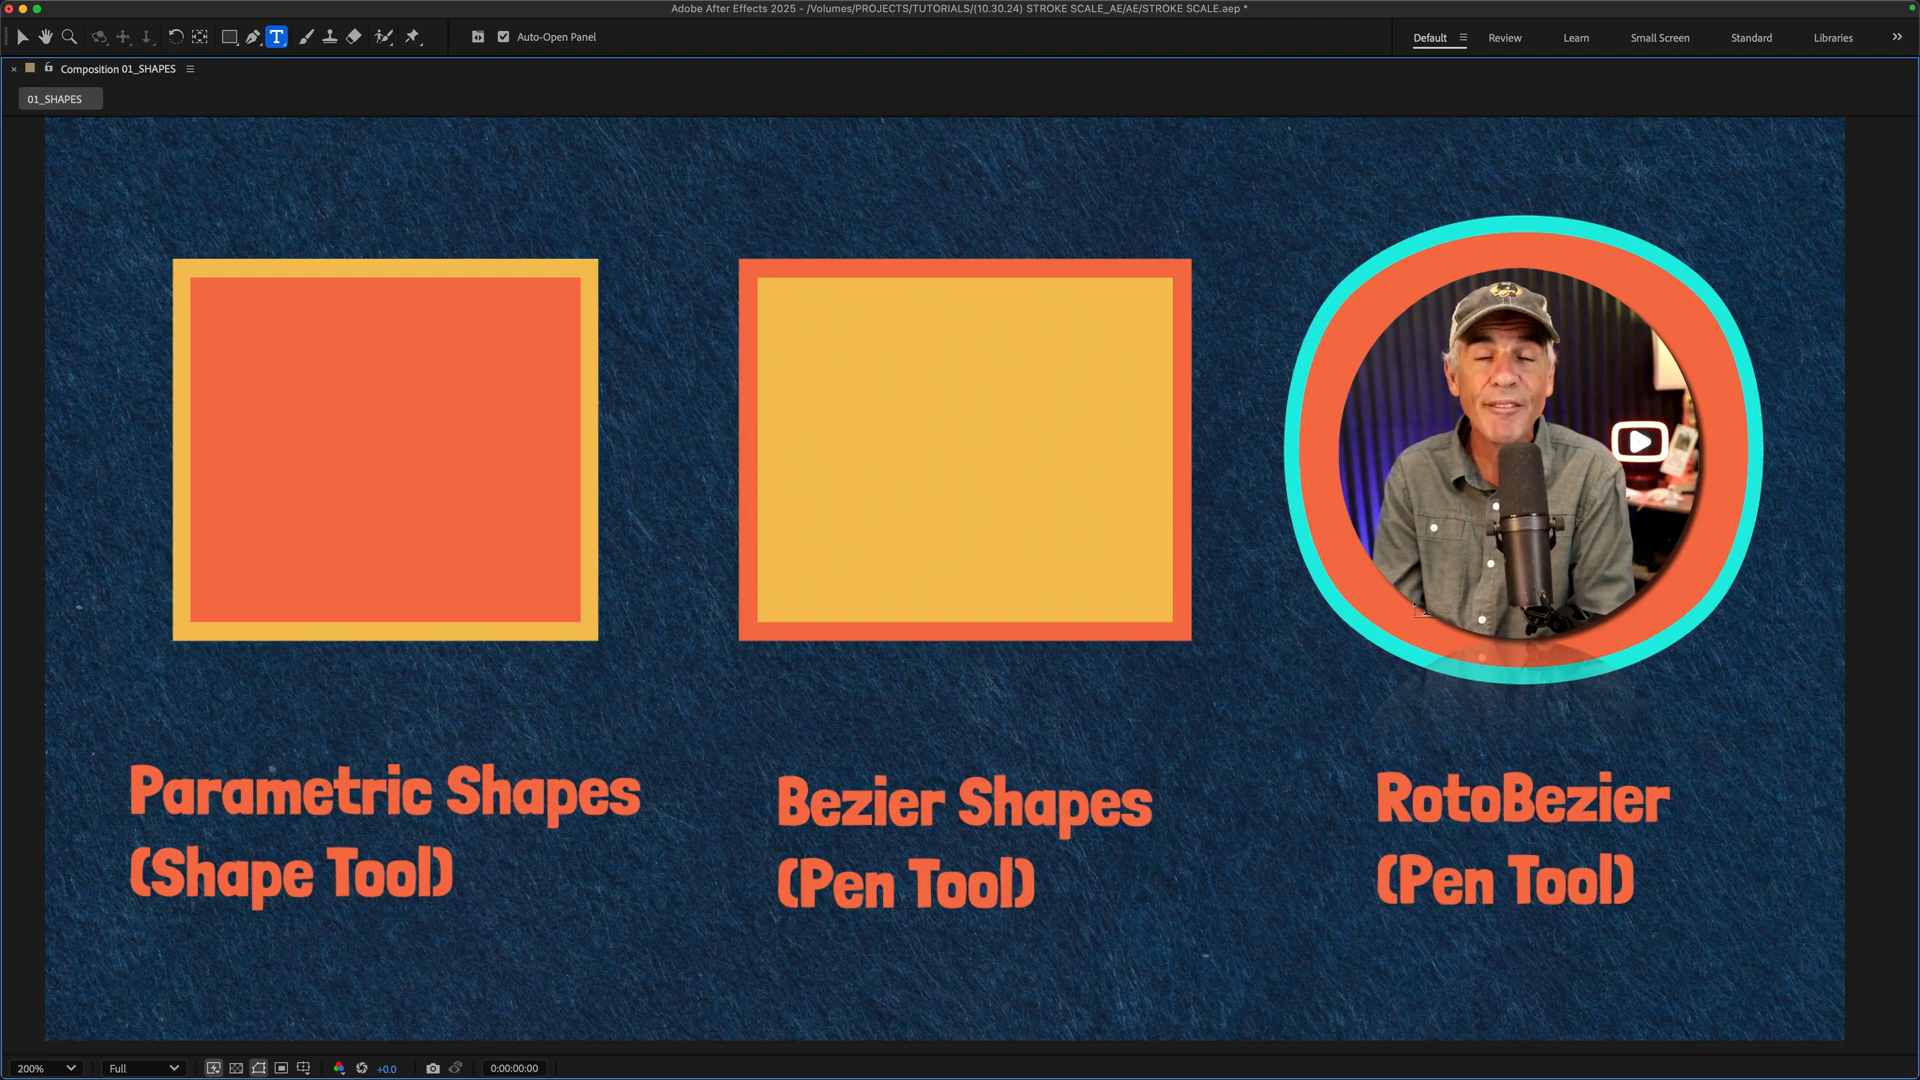 Adobe After Effects 2025 - /Volumes/PROJECTS/TUTORIALS/(10.30.24) STROKE SCALE_AE/AE/STROKE SCALE.aep *
T
Auto-Open Panel
Default
Review
Learn
Small Screen
Standard
Libraries
Composition 01_SHAPES
01_SHAPES
Parametric Shapes
(Shape Tool)
Bezier Shapes
(Pen Tool)
RotoBezier
(Pen Tool)
200%
Full
+0.0
0:00:00:00